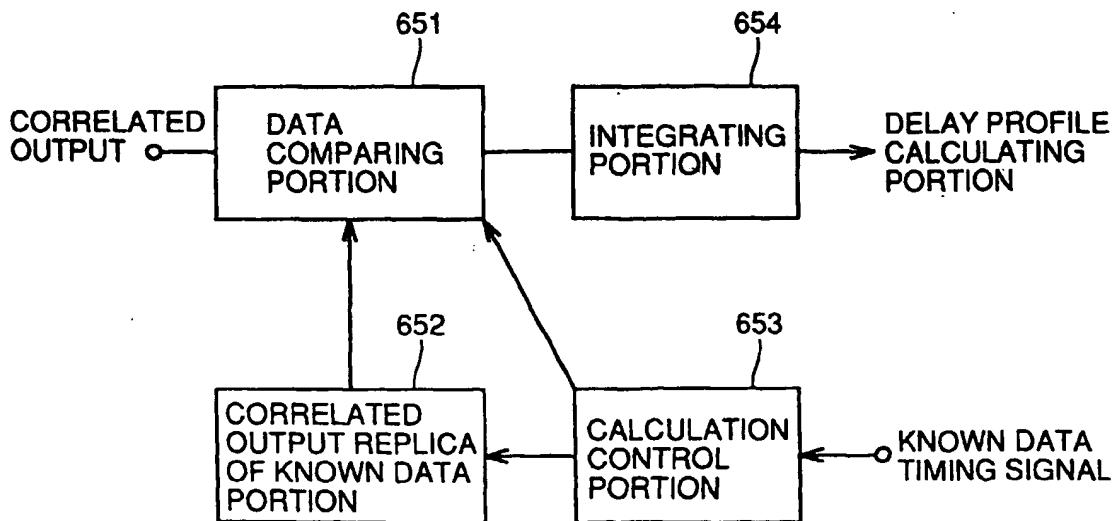 651
654
CORRELATED
OUTPUT
DATA
COMPARING
PORTION
INTEGRATING
PORTION
DELAY PROFILE
CALCULATING
PORTION
652
653
CORRELATED
OUTPUT REPLICA
OF KNOWN DATA
PORTION
CALCULATION
CONTROL
PORTION
KNOWN DATA
TIMING SIGNAL